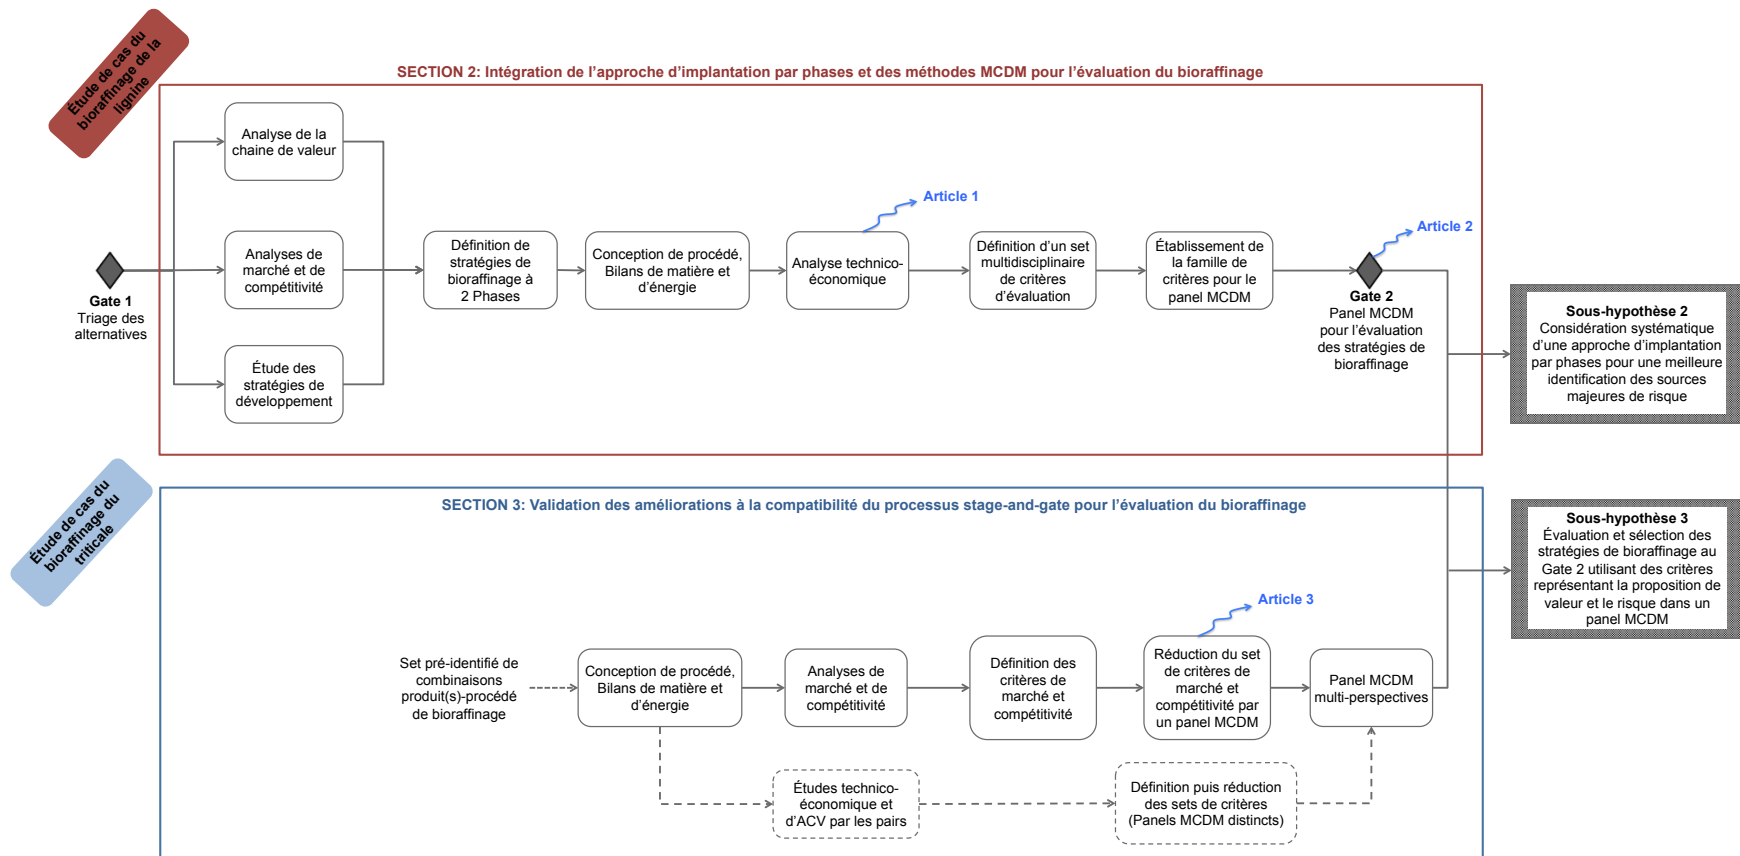 Étude de cas du
bioraffinage de la
lignine
SECTION 2: Intégration de l'approche d'implantation par phases et des méthodes MCDM pour l'évaluation du bioraffinage
Analyse de la
chaine de valeur
Analyses de
marché et de
compétitivité
Étude des
stratégies de
développement
Gate 1
Triage des
alternatives
Définition de
stratégies de
bioraffinage à
2 Phases
Conception de procédé,
Bilans de matière et
d'énergie
Article 1
Analyse technico-
économique
Définition d'un set
multidisciplinaire
de critères
d'évaluation
Établissement de
la famille de
critères pour le
panel MCDM
Article 2
Gate 2
Panel MCDM
pour l'évaluation
des stratégies de
bioraffinage
Sous-hypothèse 2
Considération systématique
d'une approche d'implantation
par phases pour une meilleure
identification des sources
majeures de risque
Étude de cas du
bioraffinage du
triticale
SECTION 3: Validation des améliorations à la compatibilité du processus stage-and-gate pour l'évaluation du bioraffinage
Set pré-identifié de
combinaisons
produit(s)-procédé
de bioraffinage
Conception de procédé,
Bilans de matière et
d'énergie
Analyses de
marché et de
compétitivité
Définition des
critères de
marché et
compétitivité
Article 3
Réduction du set
de critères de
marché et
compétitivité par
un panel MCDM
Panel MCDM
multi-perspectives
Études technico-
économique et
d'ACV par les pairs
Définition puis réduction
des sets de critères
(Panels MCDM distincts)
Sous-hypothèse 3
Évaluation et sélection des
stratégies de bioraffinage au
Gate 2 utilisant des critères
représentant la proposition de
valeur et le risque dans un
panel MCDM